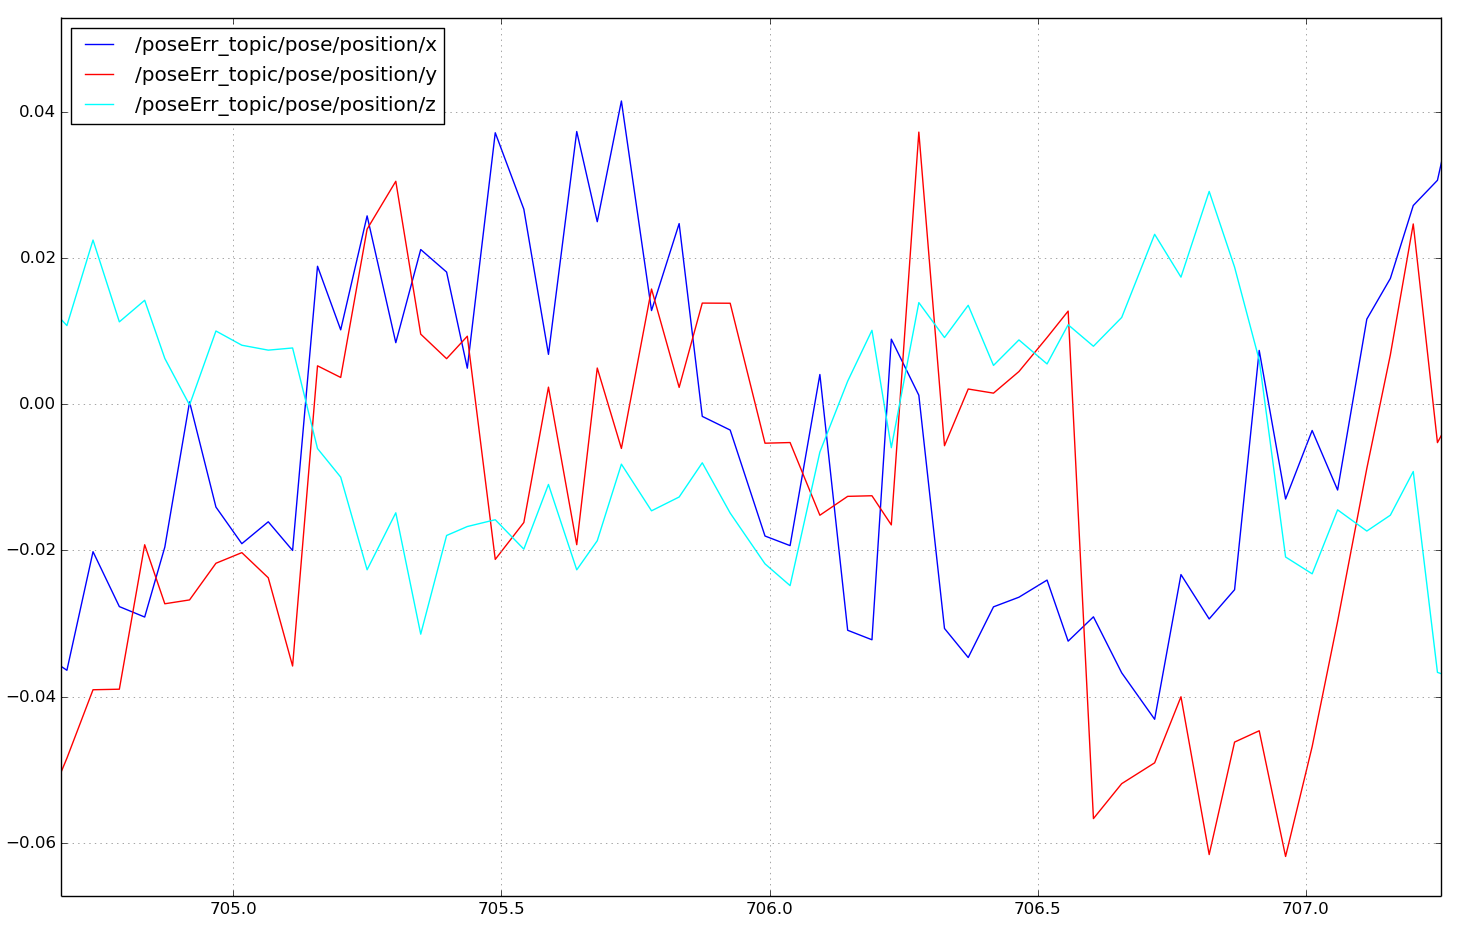 /poseErr_topic/pose/position/x
/poseErr_topic/pose/position/y
/poseErr_topic/pose/position/z
0.04
0.02
0.00
−0.02
−0.04
−0.06
705.0 705.5 706.0 706.5 707.0